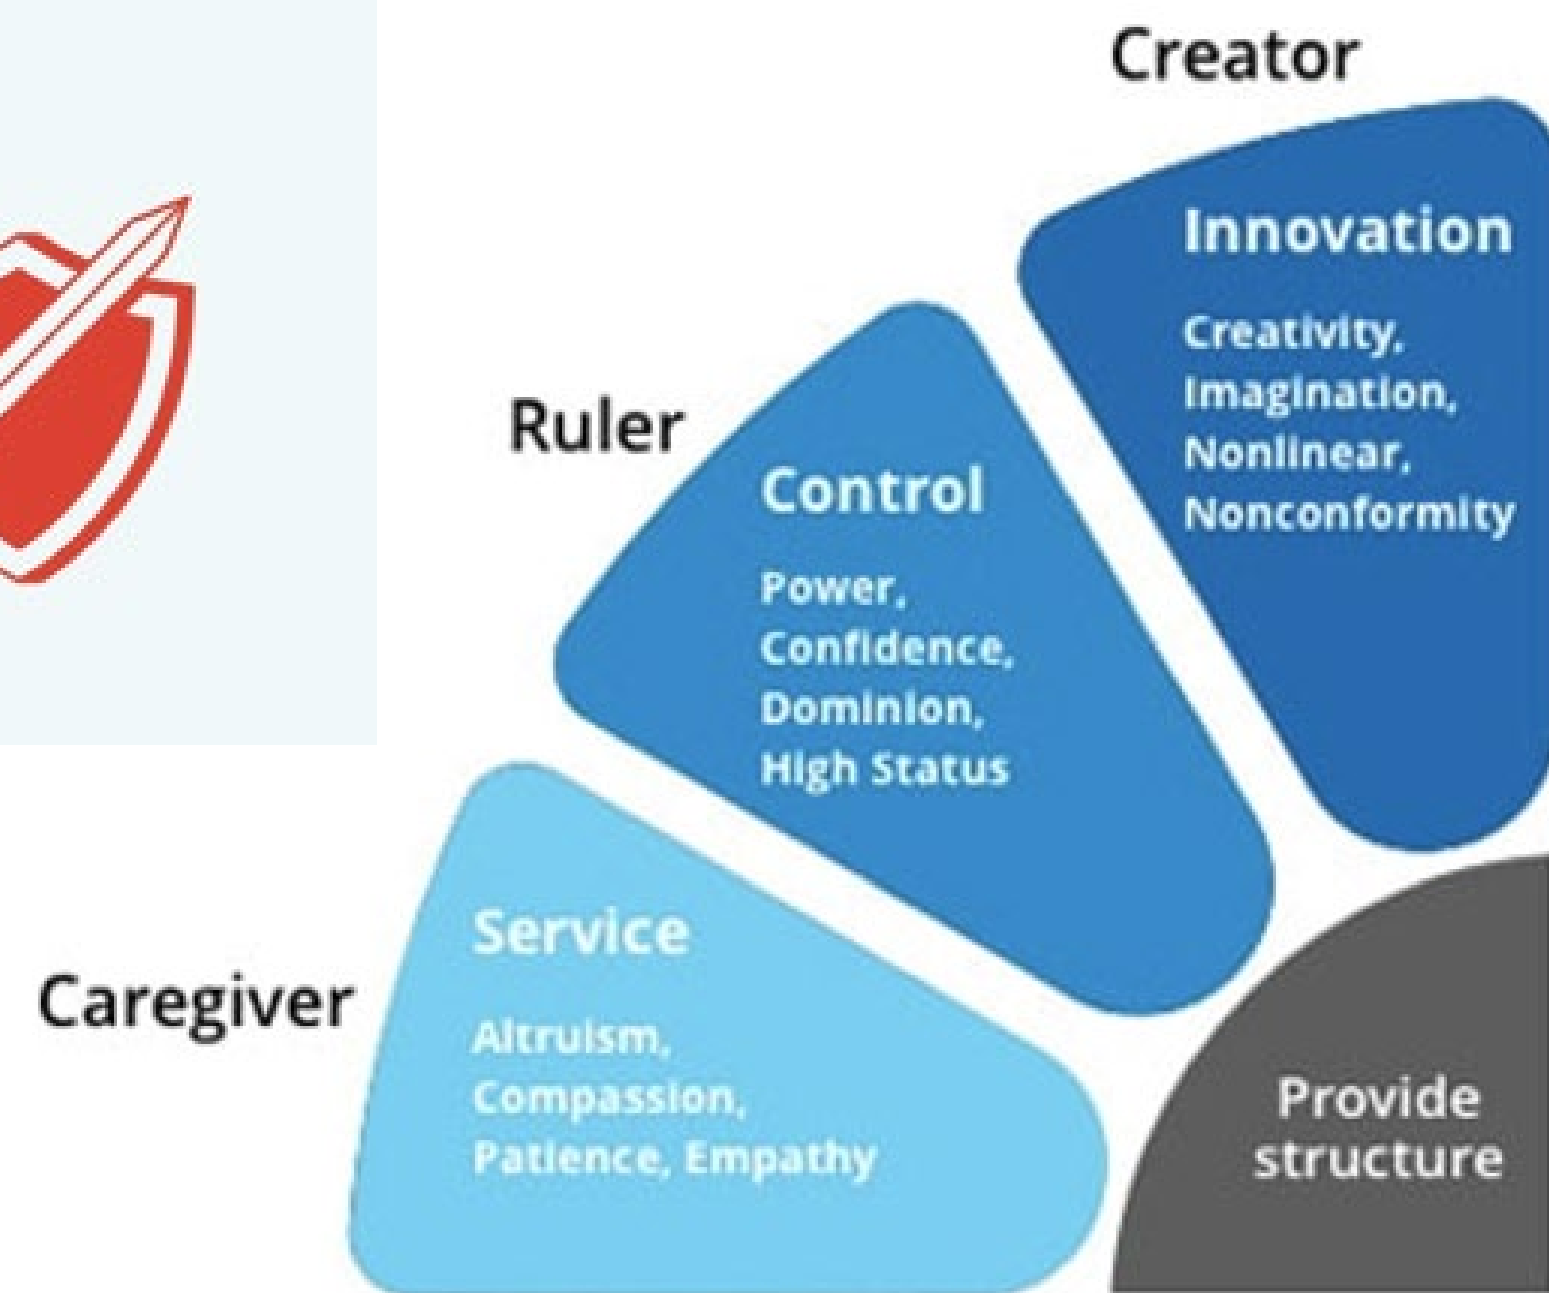 Creator
Innovation
Creativity,
Imagination,
Nonlinear,
Nonconformity
Ruler
Control
Power,
Confidence,
Dominion,
High Status
Caregiver
Service
Altruism,
Compassion,
Patience, Empathy
Provide
structure